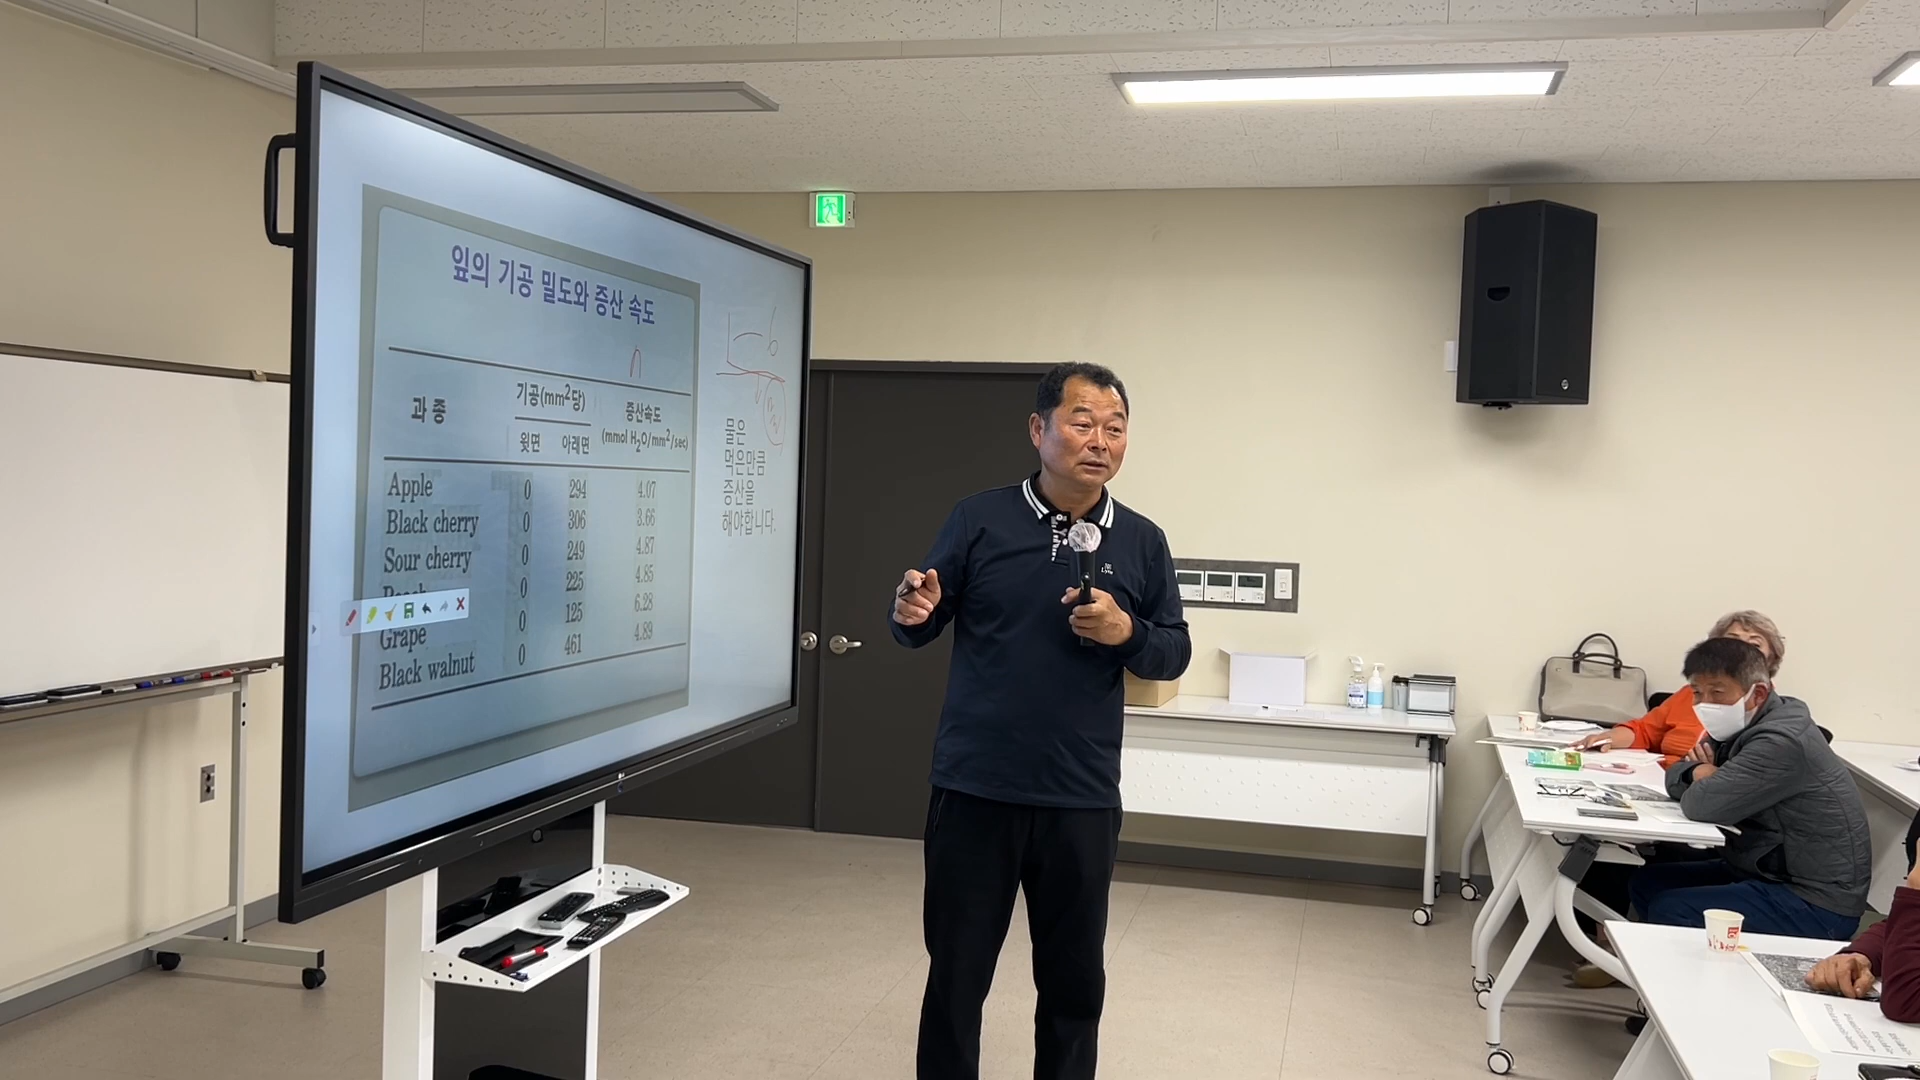 잎의 기공 밀도와 증산 속도
과 종 기공(mm2당) 증산속도
윗면 아래면 (mmol H2O/mm2/sec)
Apple 0 294 4.07
Black cherry 0 306 3.66
Sour cherry 0 249 4.87
0 225 4.85
Grape 0 125 6.28
Black walnut 0 461 4.89
물은
먹은만큼
증산을
해야합니다.